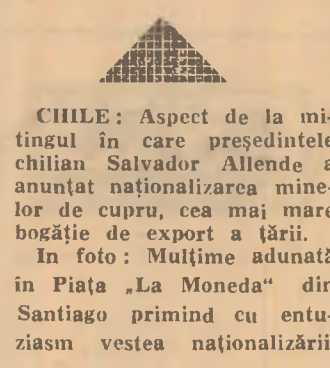 CHILE: Aspect de la mi-
tingul în care președintele
chilian Salvador Allende a
anunțat naționalizarea mine-
lor de cupru, cea mai mare
bogăție de export a țării.
In foto: Mulțime adunată
în Piața „La Moneda" din
Santiago primind cu entu-
ziasm vestea naționalizării